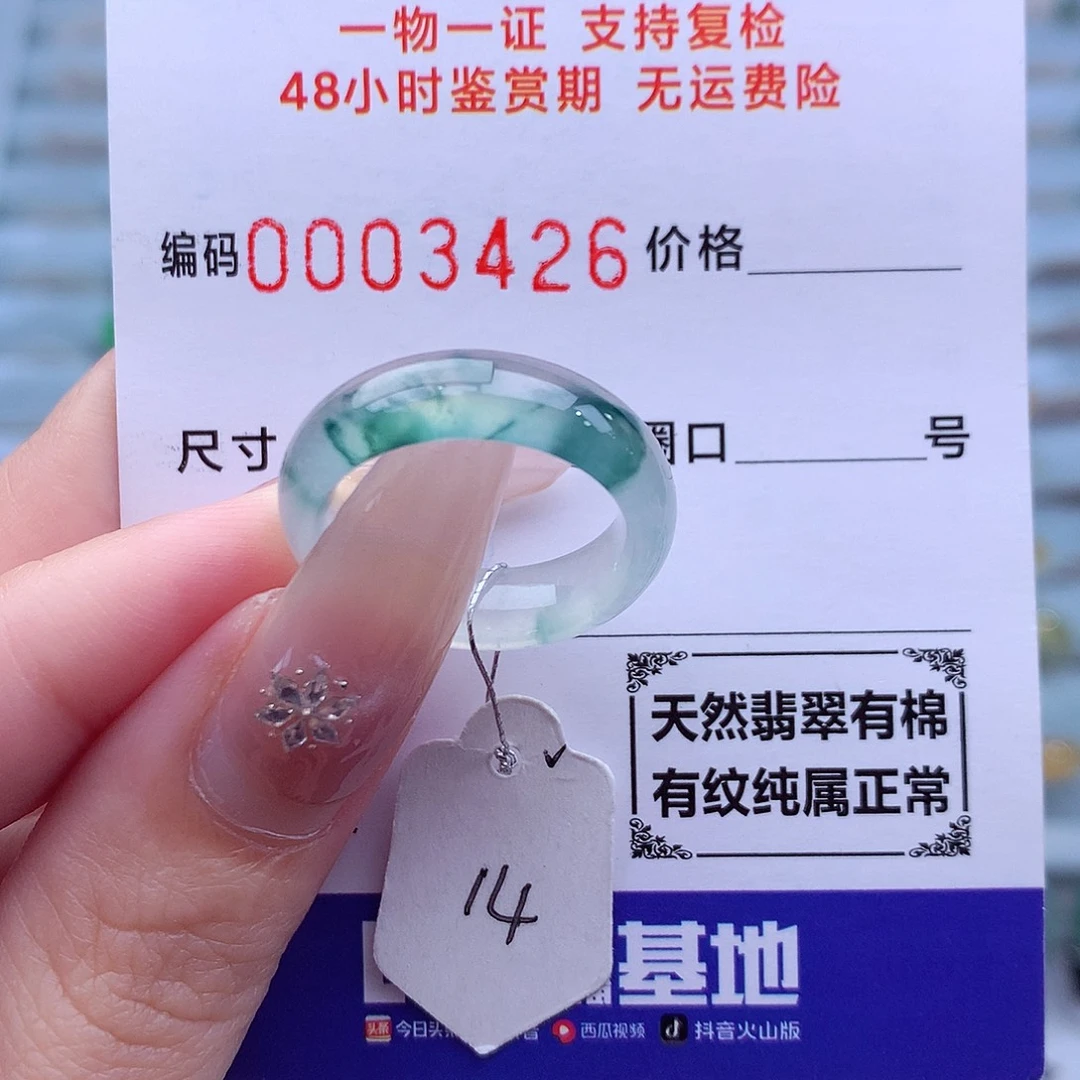 一物一证 支持复检
48小时鉴赏期 无运费险
编码0003426 价格
尺寸 圈口 号
天然翡翠有棉
有纹纯属正常
14
基地
头条 今日头 音 西瓜视频 抖音火山版